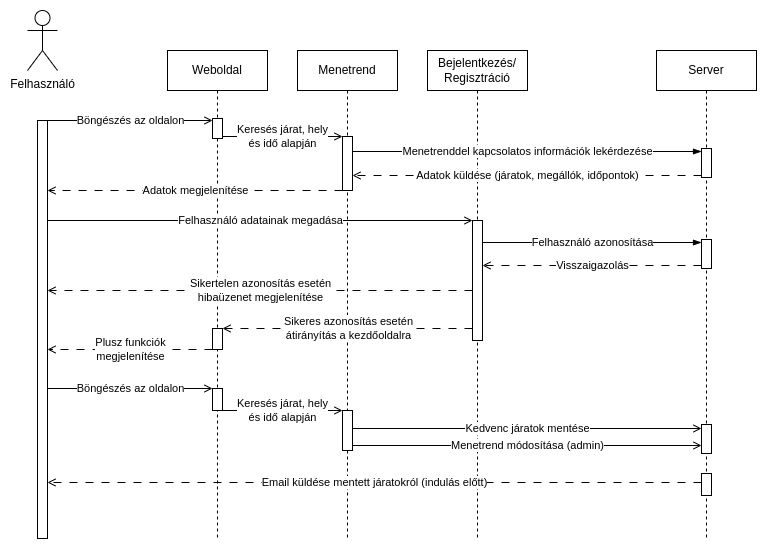 Felhasználó
Weboldal
Menetrend
Bejelentkezés/
Regisztráció
Server
Böngészés az oldalon
Keresés járat, hely
és idő alapján
Menetrenddel kapcsolatos információk lekérdezése
Adatok küldése (járatok, megállók, időpontok)
Adatok megjelenítése
Felhasználó adatainak megadása
Felhasználó azonosítása
Visszaigazolás
Sikertelen azonosítás esetén
hibaüzenet megjelenítése
Sikeres azonosítás esetén
átirányítás a kezdőoldalra
Plusz funkciók
megjelenítése
Böngészés az oldalon
Keresés járat, hely
és idő alapján
Kedvenc járatok mentése
Menetrend módosítása (admin)
Email küldése mentett járatokról (indulás előtt)